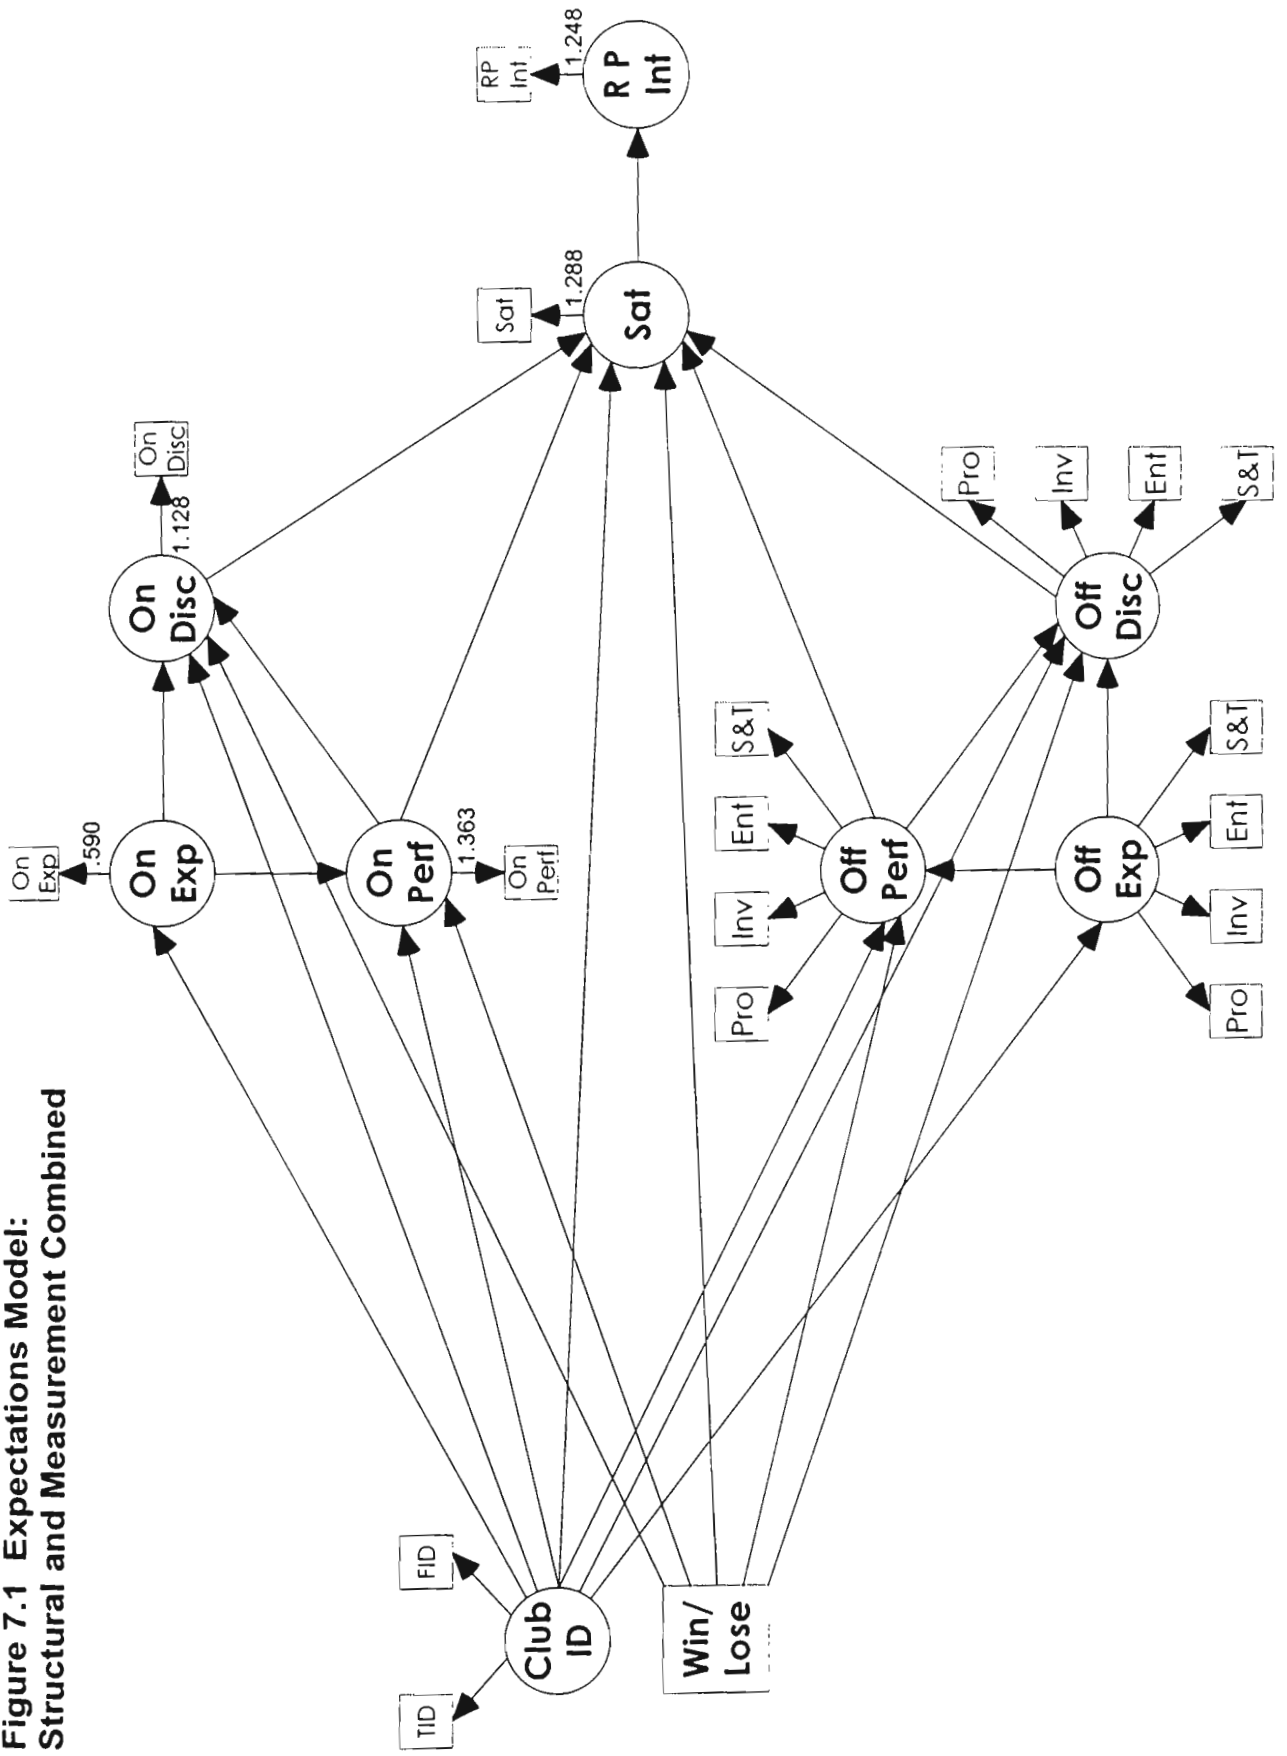 Figure 7.1 Expectations Model:
Structural and Measurement Combined
On
Exp
.590
On
Exp
On
Disc
1.128
On
Disc
On
Perf
1.363
On
Perf
TID
FID
Club
ID
Win/
Lose
Sat
1.288
Sat
RP
Int
1.248
R P
Int
Pro
Inv
Ent
S&T
Off
Perf
Off
Disc
Pro
Inv
Ent
S&T
Off
Exp
Pro
Inv
Ent
S&T